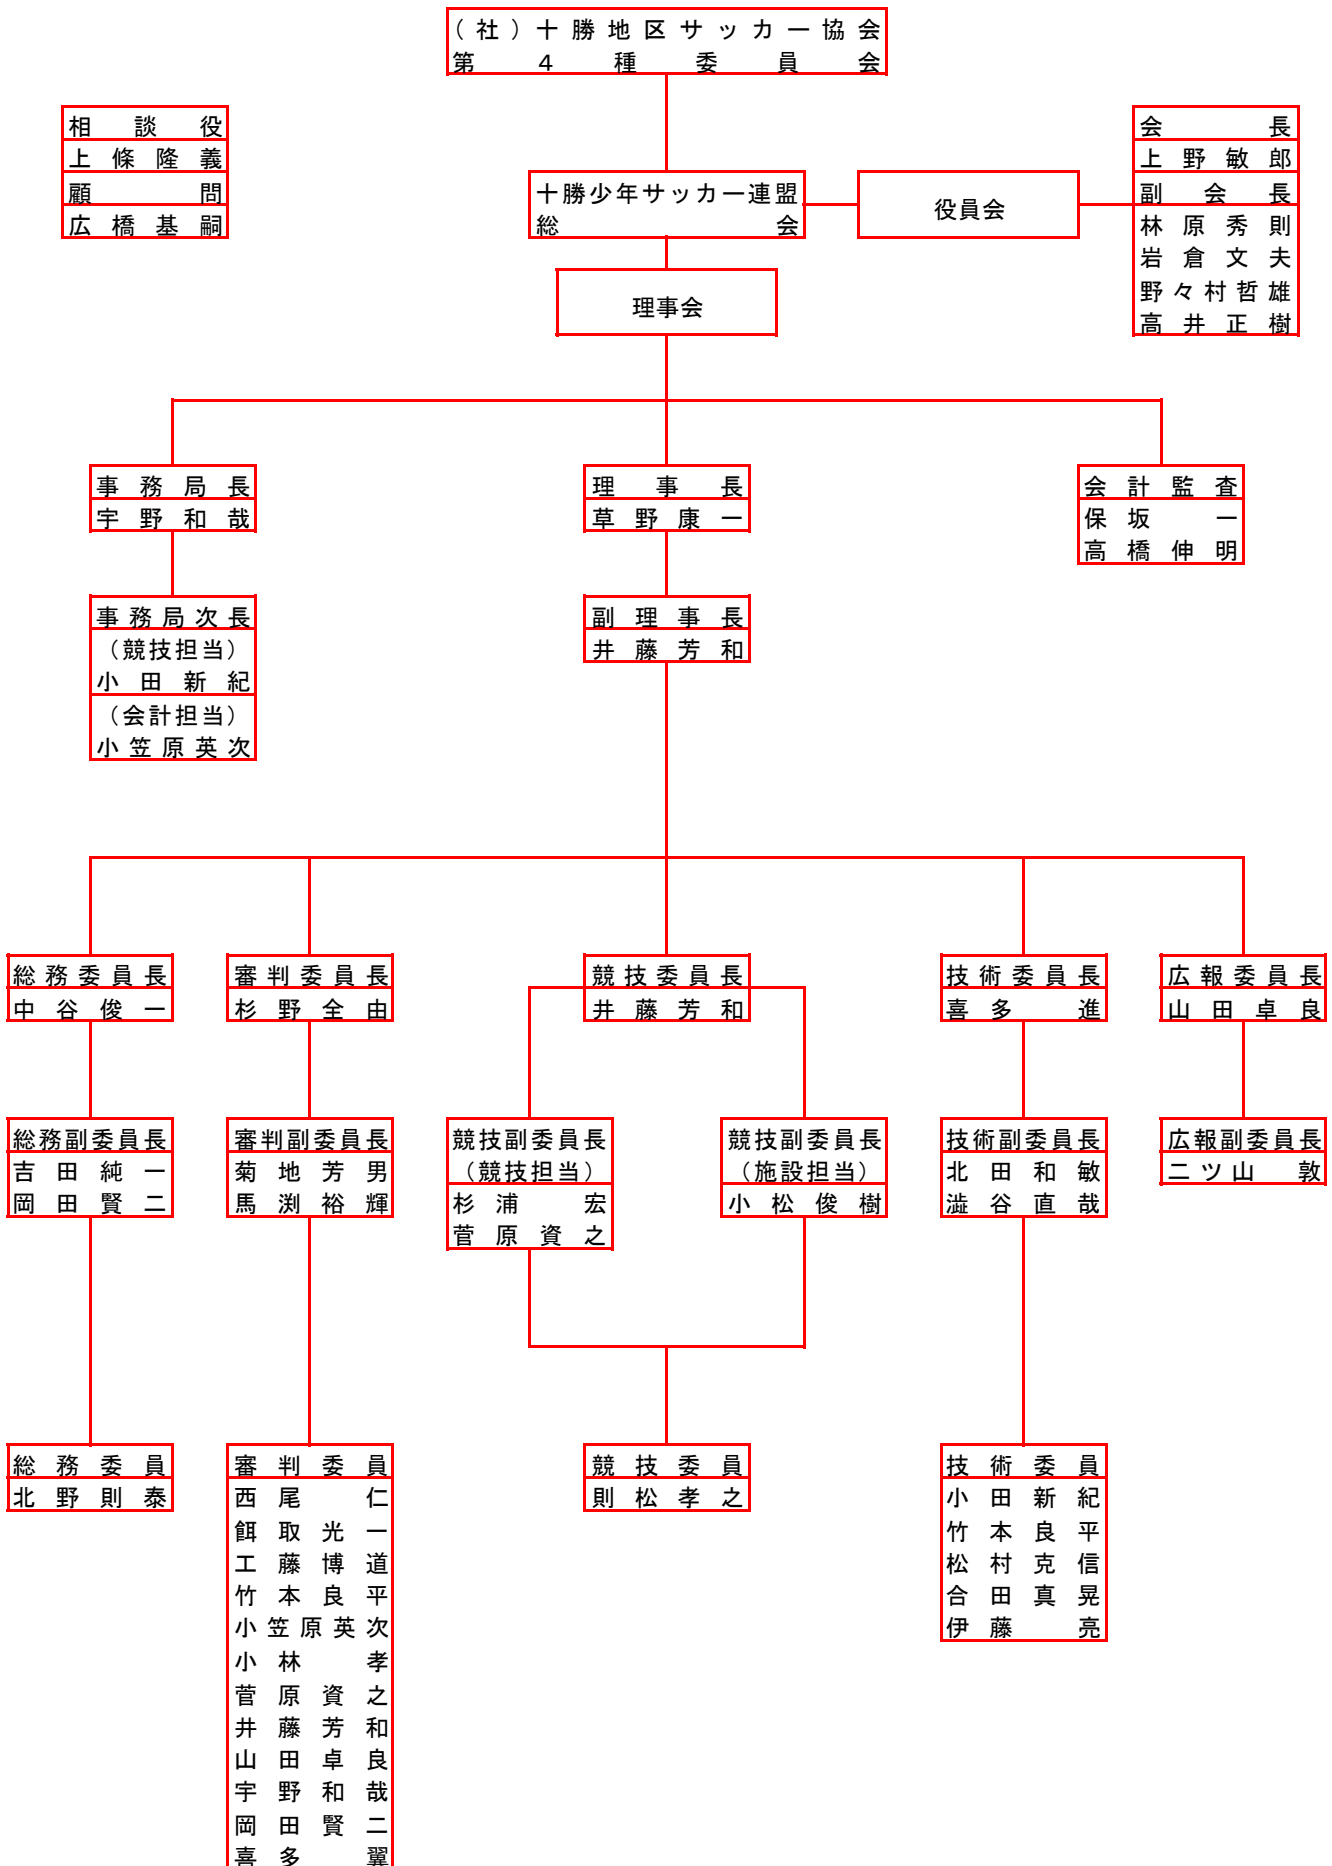 （社）十勝地区サッカー協会
第４種委員会
相談役
上條隆義
顧問
広橋基嗣
十勝少年サッカー連盟
総会
役員会
会長
上野敏郎
副会長
林原秀則
岩倉文夫
野々村哲雄
高井正樹
理事会
事務局長
宇野和哉
理事長
草野康一
会計監査
保坂一
高橋伸明
事務局次長
（競技担当）
小田新紀
（会計担当）
小笠原英次
副理事長
井藤芳和
総務委員長
中谷俊一
審判委員長
杉野全由
競技委員長
井藤芳和
技術委員長
喜多進
広報委員長
山田卓良
総務副委員長
吉田純一
岡田賢二
審判副委員長
菊地芳男
馬渕裕輝
競技副委員長
（競技担当）
杉浦宏
菅原資之
競技副委員長
（施設担当）
小松俊樹
技術副委員長
北田和敏
澁谷直哉
広報副委員長
二ツ山敦
総務委員
北野則泰
審判委員
西尾仁
餌取光一
工藤博道
竹本良平
小笠原英次
小林孝
菅原資之
井藤芳和
山田卓良
宇野和哉
岡田賢二
喜多翼
競技委員
則松孝之
技術委員
小田新紀
竹本良平
松村克信
合田真晃
伊藤亮